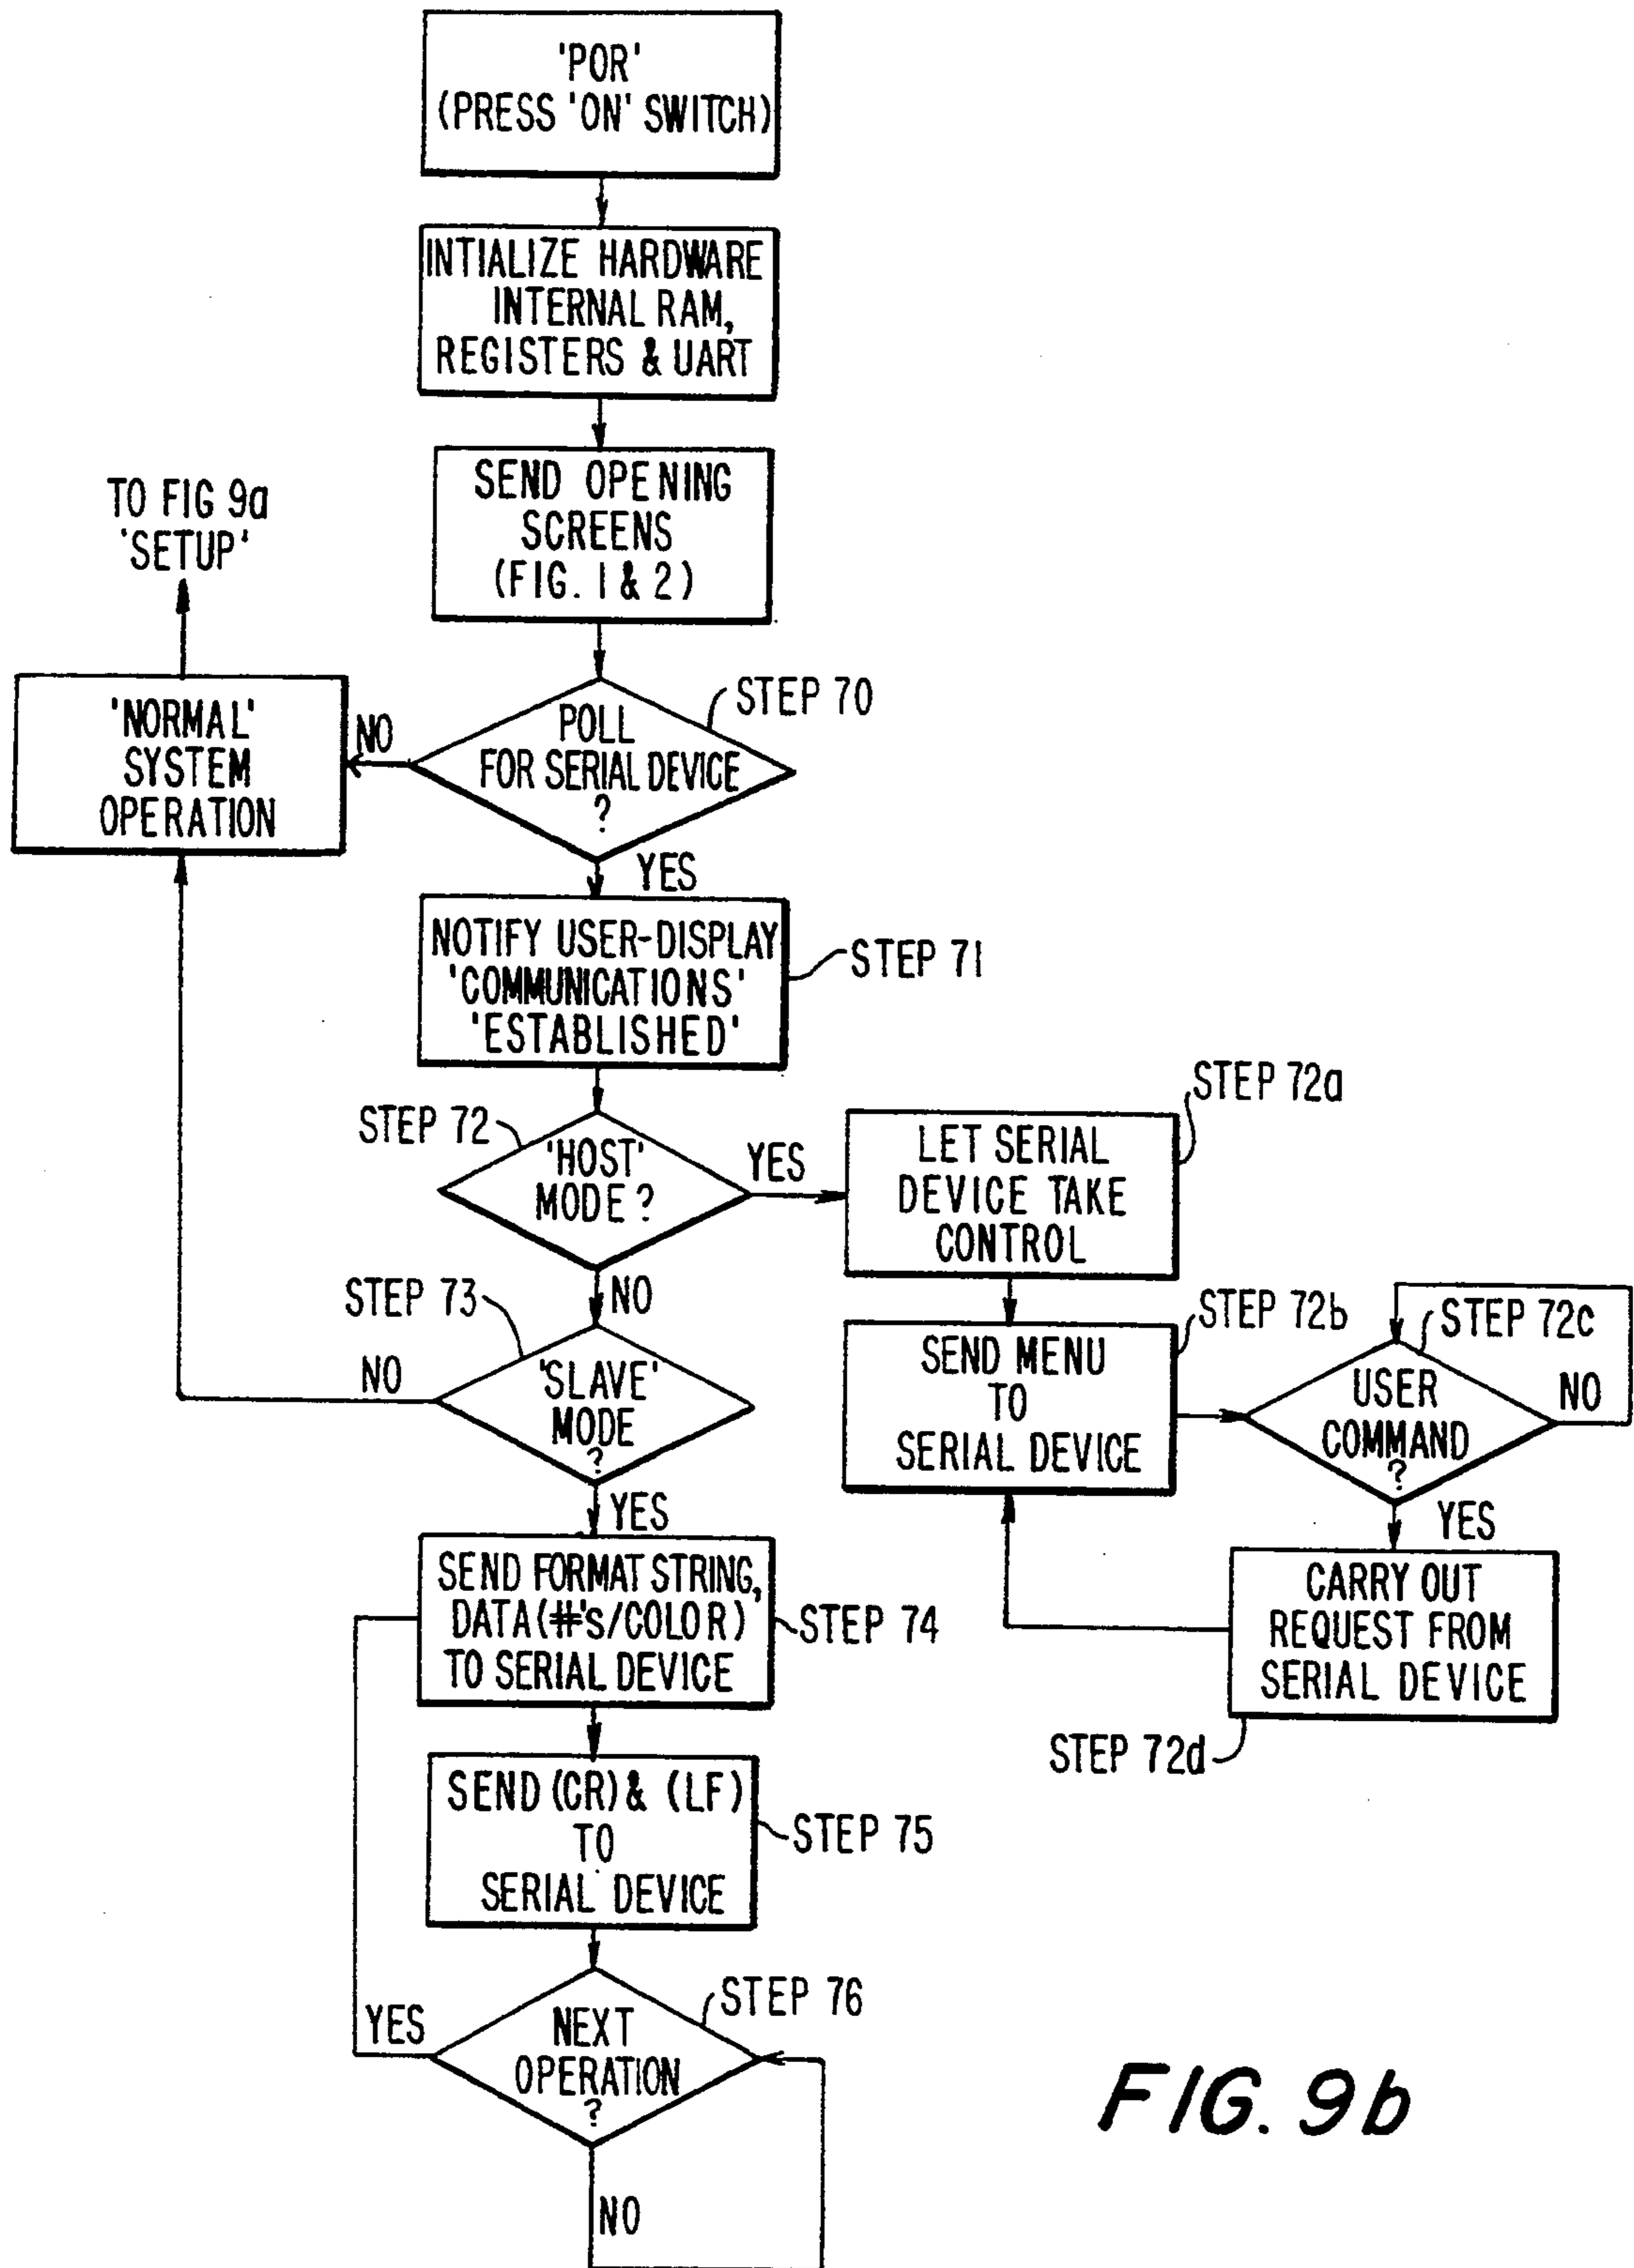 'POR'
(PRESS 'ON' SWITCH)
INTIALIZE HARDWARE
INTERNAL RAM,
REGISTERS & UART
SEND OPENING
SCREENS
(FIG. 1 & 2)
TO FIG 9a
'SETUP'
'NORMAL'
SYSTEM
OPERATION
NO
STEP 70
POLL
FOR SERIAL DEVICE
?
YES
NOTIFY USER-DISPLAY
'COMMUNICATIONS'
'ESTABLISHED'
STEP 71
STEP 72
'HOST'
MODE?
YES
STEP 72a
LET SERIAL
DEVICE TAKE
CONTROL
NO
STEP 73
'SLAVE'
MODE
?
NO
YES
STEP 72b
SEND MENU
TO
SERIAL DEVICE
STEP 72c
USER
COMMAND
?
NO
YES
CARRY OUT
REQUEST FROM
SERIAL DEVICE
STEP 72d
SEND FORMAT STRING,
DATA(#'s/COLOR)
TO SERIAL DEVICE
STEP 74
SEND (CR) & (LF)
TO
SERIAL DEVICE
STEP 75
STEP 76
NEXT
OPERATION
?
YES
NO
FIG. 9b